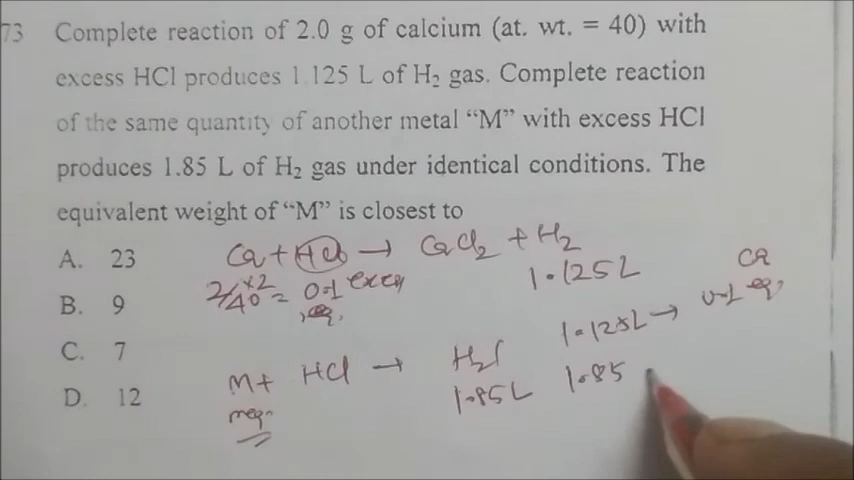 73 Complete reaction of 2.0 g of calcium (at. wt. = 40) with
excess HCl produces 1.125 L of H₂ gas. Complete reaction
of the same quantity of another metal “M” with excess HCl
produces 1.85 L of H₂ gas under identical conditions. The
equivalent weight of “M” is closest to
A. 23
B. 9
C. 7
D. 12
Ca + HCl → CaCl₂ + H₂
2/40 ×2 = 0.1 eq. 1.125L
Ca
1.125L → 0.1 eq.
M + HCl → H₂↑
meq. 1.85L 1.85